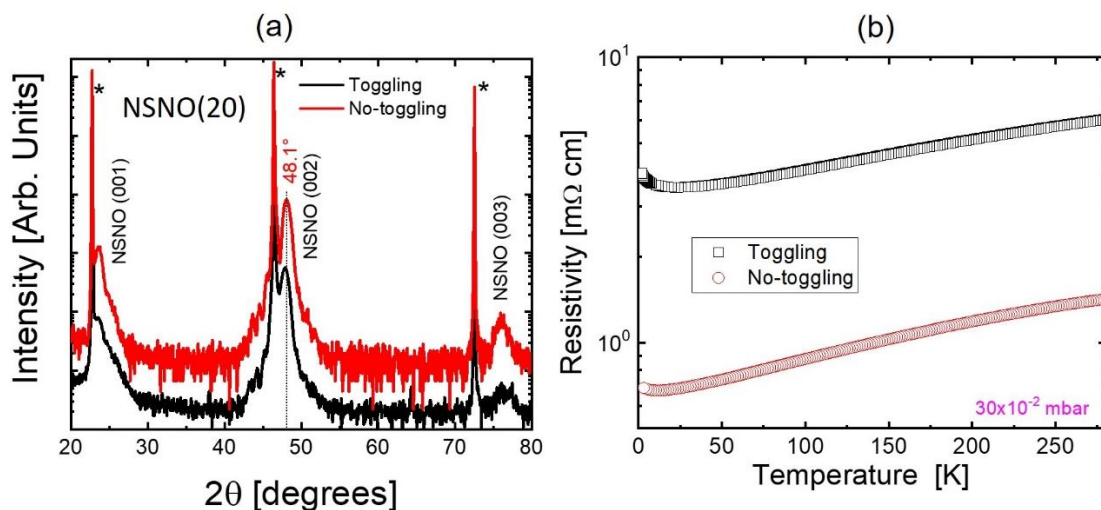 (a)
Intensity [Arb. Units]
NSNO(20)
*
*
*
Toggling
No-toggling
NSNO (001)
48.1°
NSNO (002)
NSNO (003)
20 30 40 50 60 70 80
2θ [degrees]
(b)
Resistivity [mΩ cm]
10¹
10⁰
Toggling
No-toggling
30x10⁻² mbar
0 50 100 150 200 250
Temperature [K]